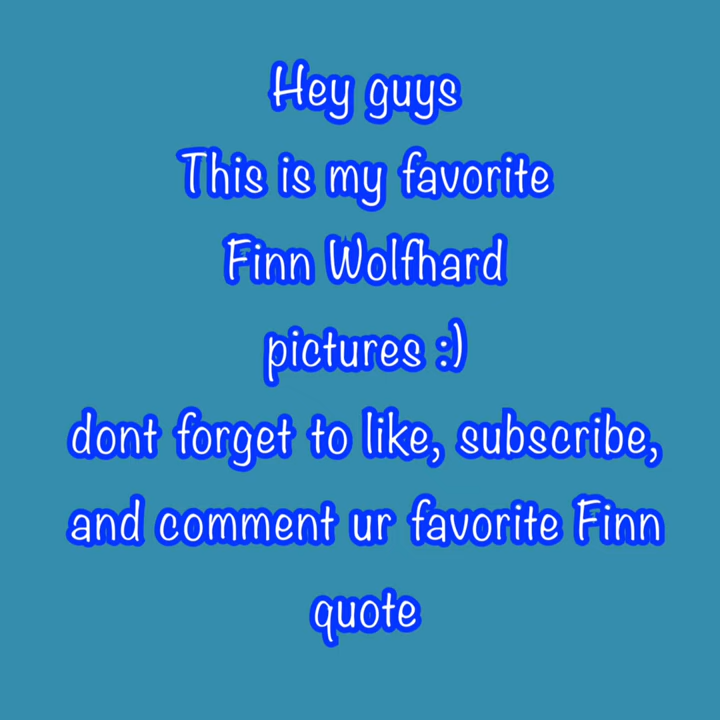 Hey guys
This is my favorite
Finn Wolfhard
pictures :)
dont forget to like, subscribe,
and comment ur favorite Finn
quote